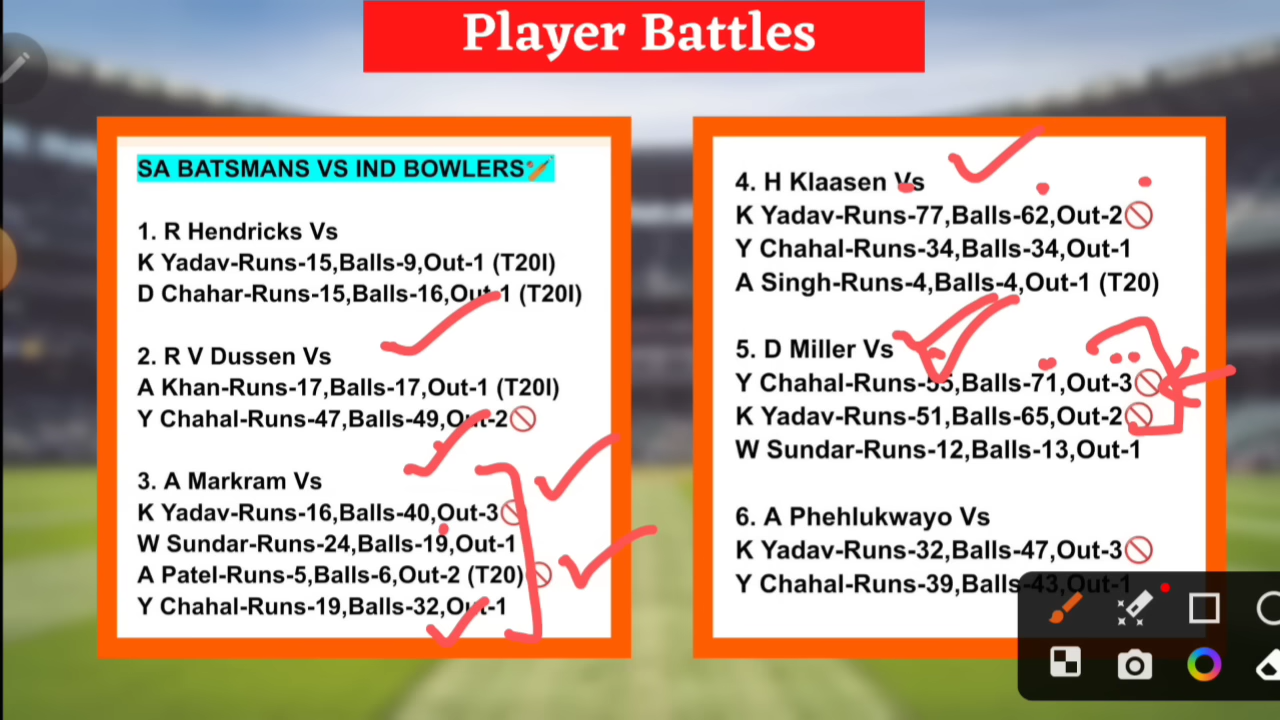 Player Battles
SA BATSMANS VS IND BOWLERS🏏
1. R Hendricks Vs
K Yadav-Runs-15,Balls-9,Out-1 (T20I)
D Chahar-Runs-15,Balls-16,Out-1 (T20I)
2. R V Dussen Vs
A Khan-Runs-17,Balls-17,Out-1 (T20I)
Y Chahal-Runs-47,Balls-49,Out-2🚫
3. A Markram Vs
K Yadav-Runs-16,Balls-40,Out-3🚫
W Sundar-Runs-24,Balls-19,Out-1
A Patel-Runs-5,Balls-6,Out-2 (T20)🚫
Y Chahal-Runs-19,Balls-32,Out-1
4. H Klaasen Vs
K Yadav-Runs-77,Balls-62,Out-2🚫
Y Chahal-Runs-34,Balls-34,Out-1
A Singh-Runs-4,Balls-4,Out-1 (T20)
5. D Miller Vs
Y Chahal-Runs-55,Balls-71,Out-3🚫
K Yadav-Runs-51,Balls-65,Out-2🚫
W Sundar-Runs-12,Balls-13,Out-1
6. A Phehlukwayo Vs
K Yadav-Runs-32,Balls-47,Out-3🚫
Y Chahal-Runs-39,Balls-43,Out-1